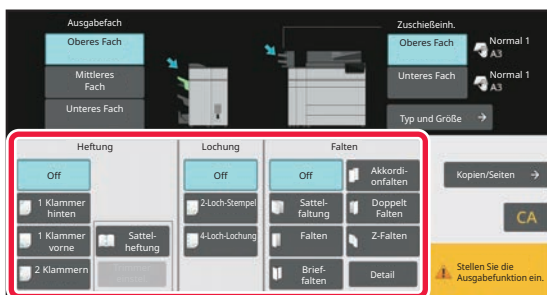 Ausgabefach
Oberes Fach
Mittleres
Fach
Unteres Fach
Zuschießeinh.
Oberes Fach
Normal 1
A3
Unteres Fach
Normal 1
A3
Typ und Größe
Heftung
Off
1 Klammer
hinten
1 Klammer
vorne
2 Klammern
Sattel-
heftung
Lochung
Off
2-Loch-Stempel
4-Loch-Lochung
Falten
Off
Sattel-
faltung
Falten
Brief-
falten
Akkordi-
onfalten
Doppelt
Falten
Z-Falten
Detail
Kopien/Seiten
CA
Stellen Sie die
Ausgabefunktion ein.